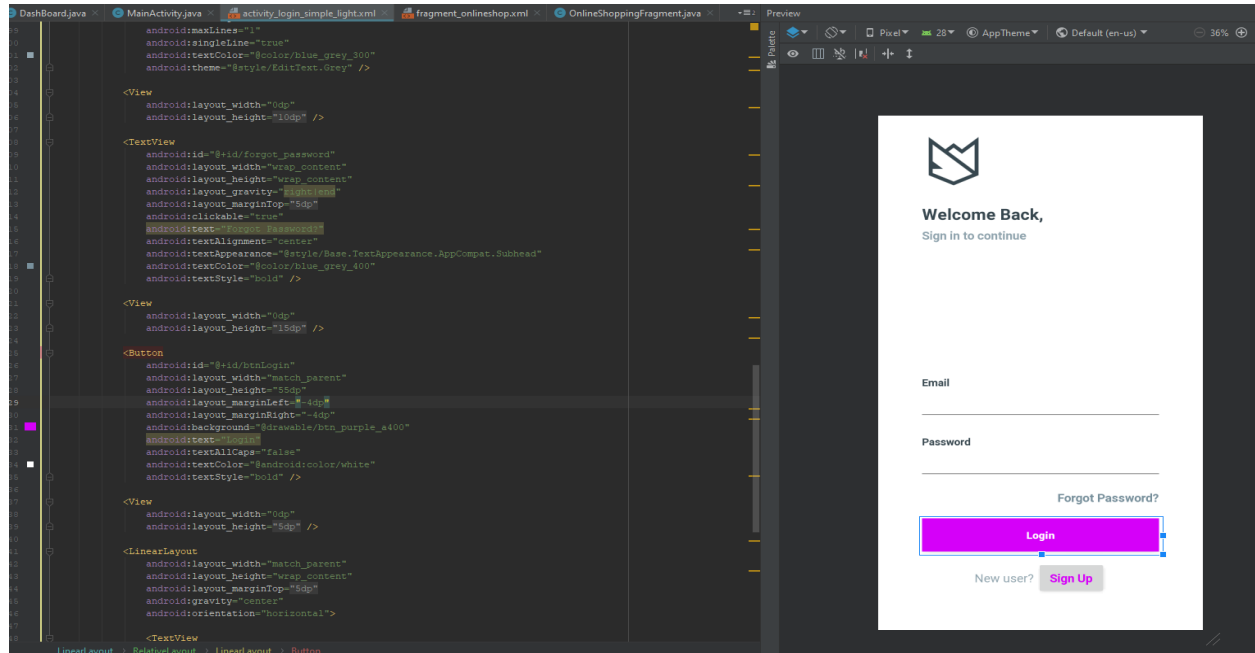 DashBoard.java MainActivity.java activity_login_simple_light.xml fragment_onlineshop.xml OnlineShoppingFragment.java
android:maxLines="1"
android:singleLine="true"
android:textColor="@color/blue_grey_300"
android:theme="@style/EditText.Grey" />
<View
android:layout_width="0dp"
android:layout_height="10dp" />
<TextView
android:id="@+id/forgot_password"
android:layout_width="wrap_content"
android:layout_height="wrap_content"
android:layout_gravity="right|end"
android:layout_marginTop="5dp"
android:clickable="true"
android:text="Forgot Password?"
android:textAlignment="center"
android:textAppearance="@style/Base.TextAppearance.AppCompat.Subhead"
android:textColor="@color/blue_grey_400"
android:textStyle="bold" />
<View
android:layout_width="0dp"
android:layout_height="15dp" />
<Button
android:id="@+id/btnLogin"
android:layout_width="match_parent"
android:layout_height="55dp"
android:layout_marginLeft="-4dp"
android:layout_marginRight="-4dp"
android:background="@drawable/btn_purple_a400"
android:text="Login"
android:textAllCaps="false"
android:textColor="@android:color/white"
android:textStyle="bold" />
<View
android:layout_width="0dp"
android:layout_height="5dp" />
<LinearLayout
android:layout_width="match_parent"
android:layout_height="wrap_content"
android:layout_marginTop="5dp"
android:gravity="center"
android:orientation="horizontal">
<TextView
LinearLayout RelativeLayout LinearLayout Button
Preview
Palette
Pixel 28 AppTheme Default (en-us) 36%
Welcome Back,
Sign in to continue
Email
Password
Forgot Password?
Login
New user? Sign Up